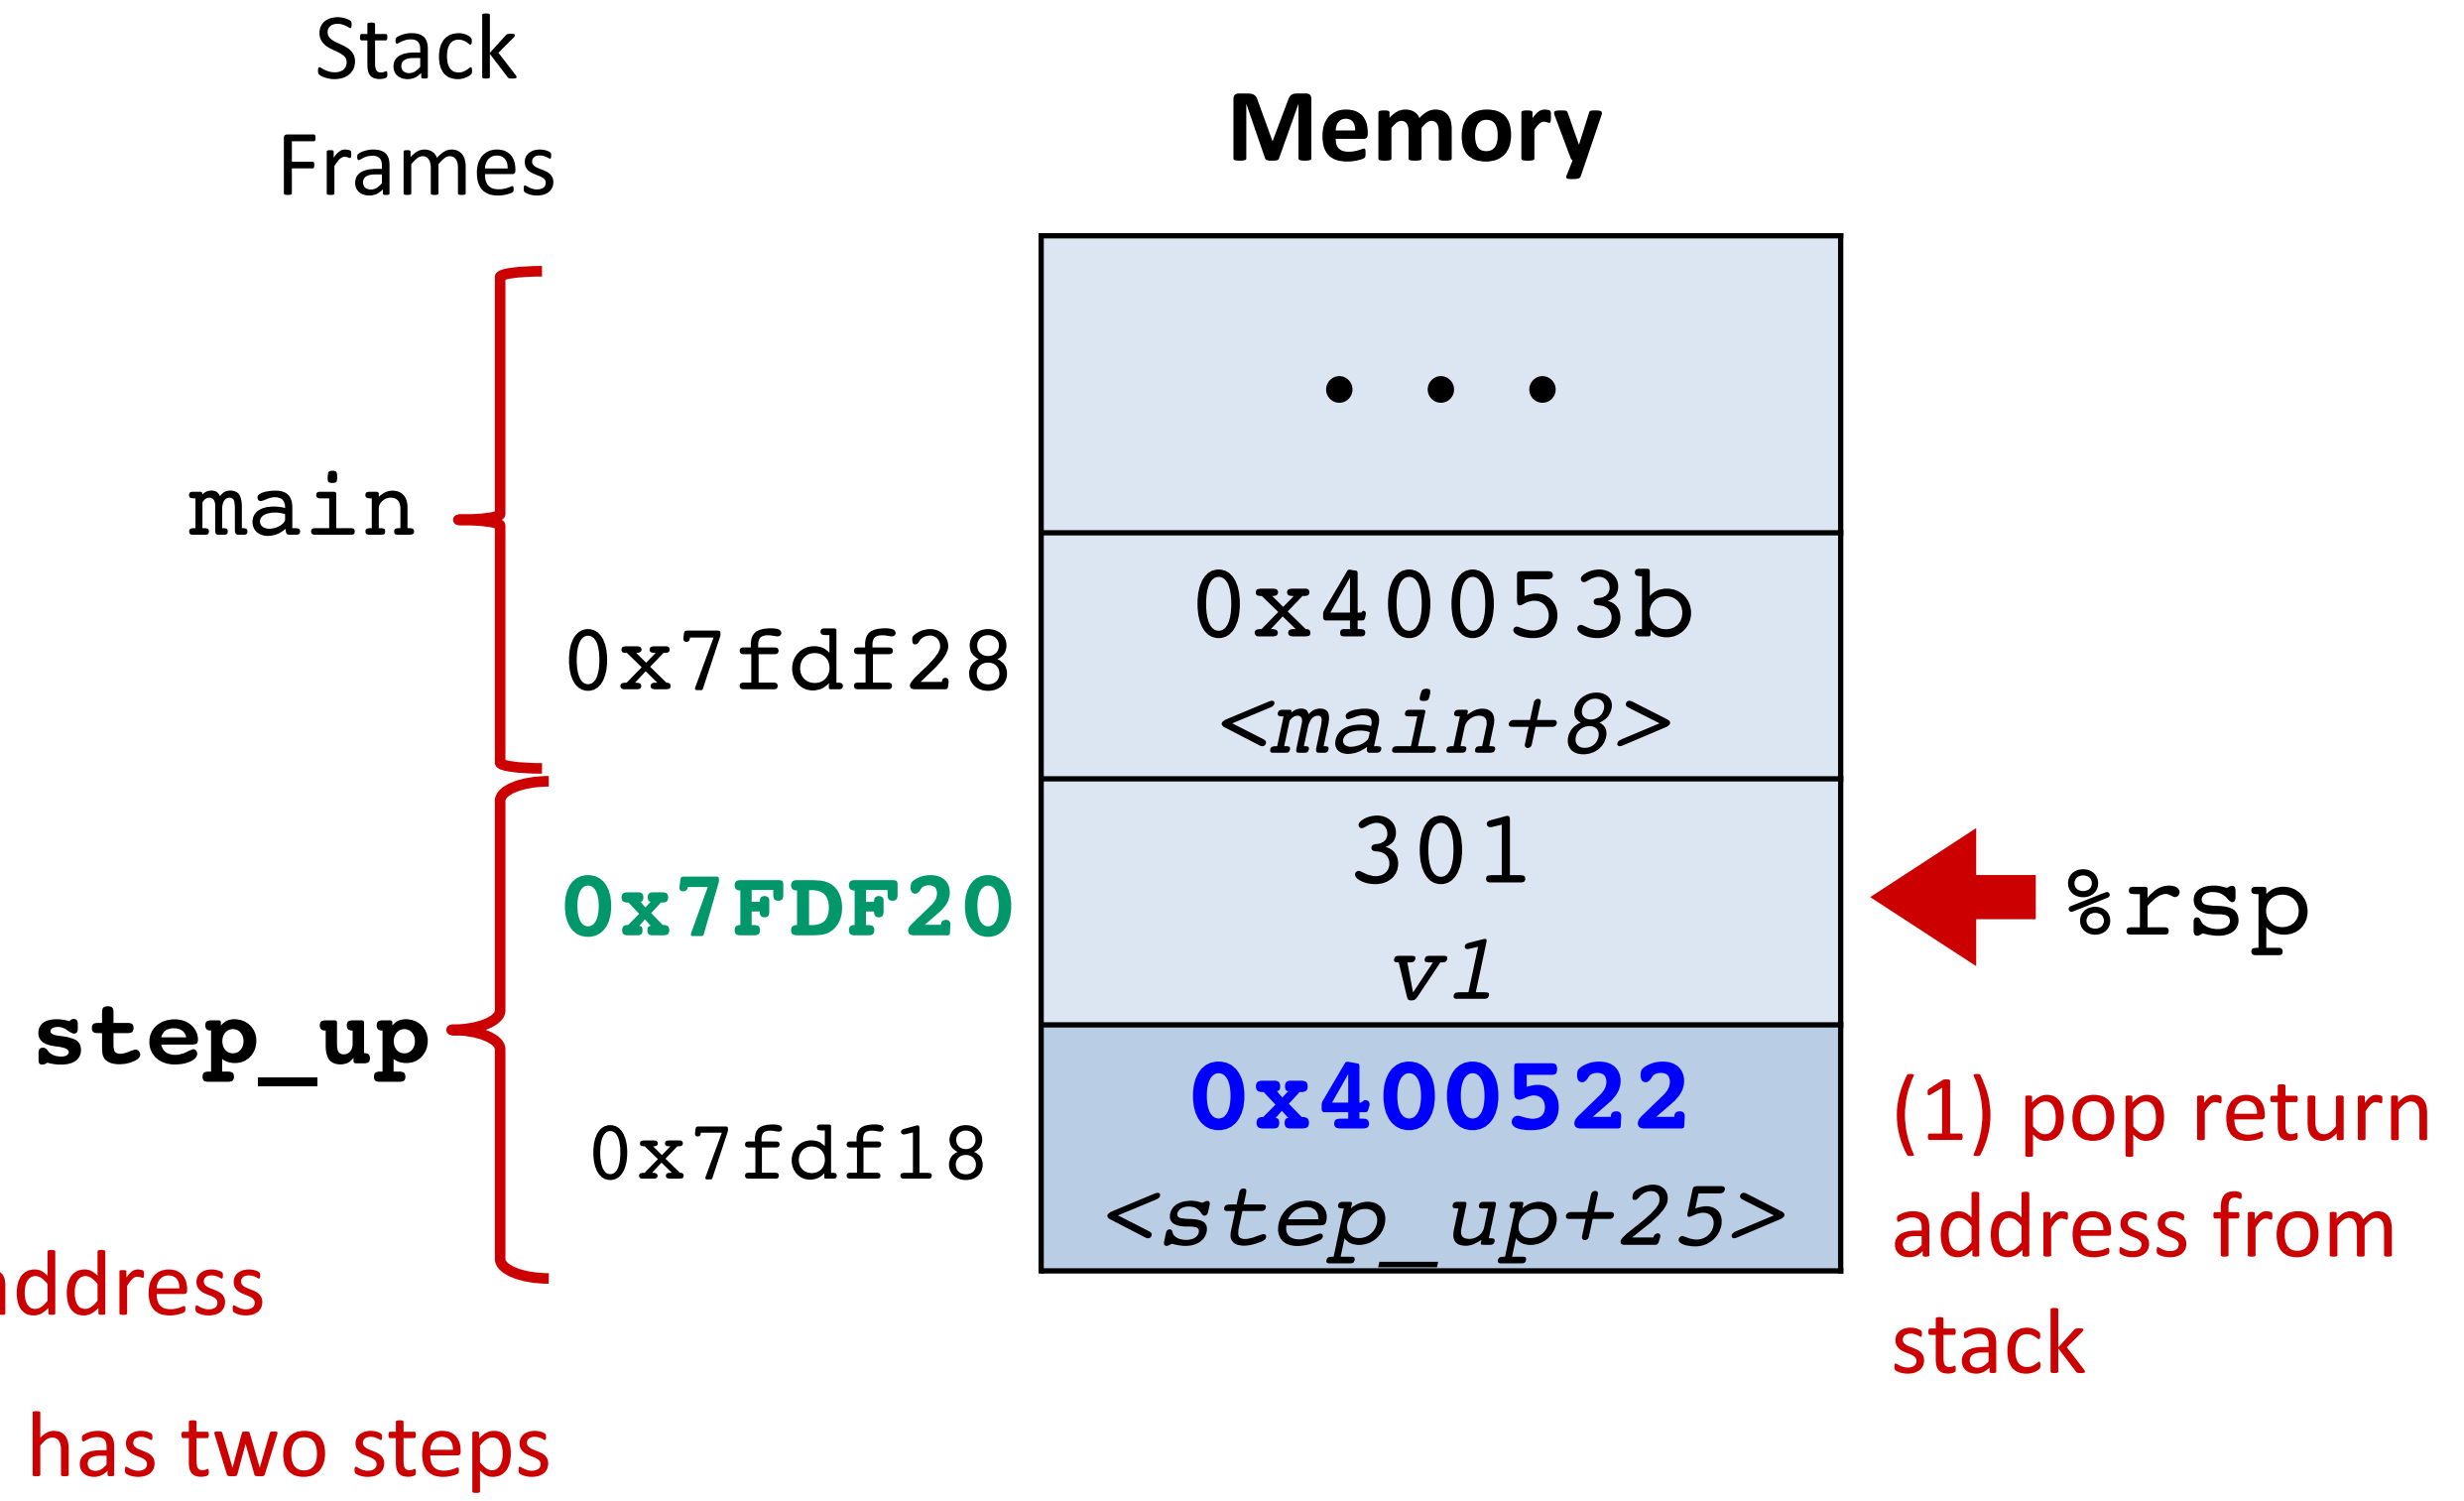 Stack
Frames
Memory
• • •
main
0x40053b
0x7fdf28
<main+8>
301
0x7FDF20
%rsp
v1
step_up
0x400522
(1) pop return
0x7fdf18
<step_up+25>
address from
ddress
stack
has two steps